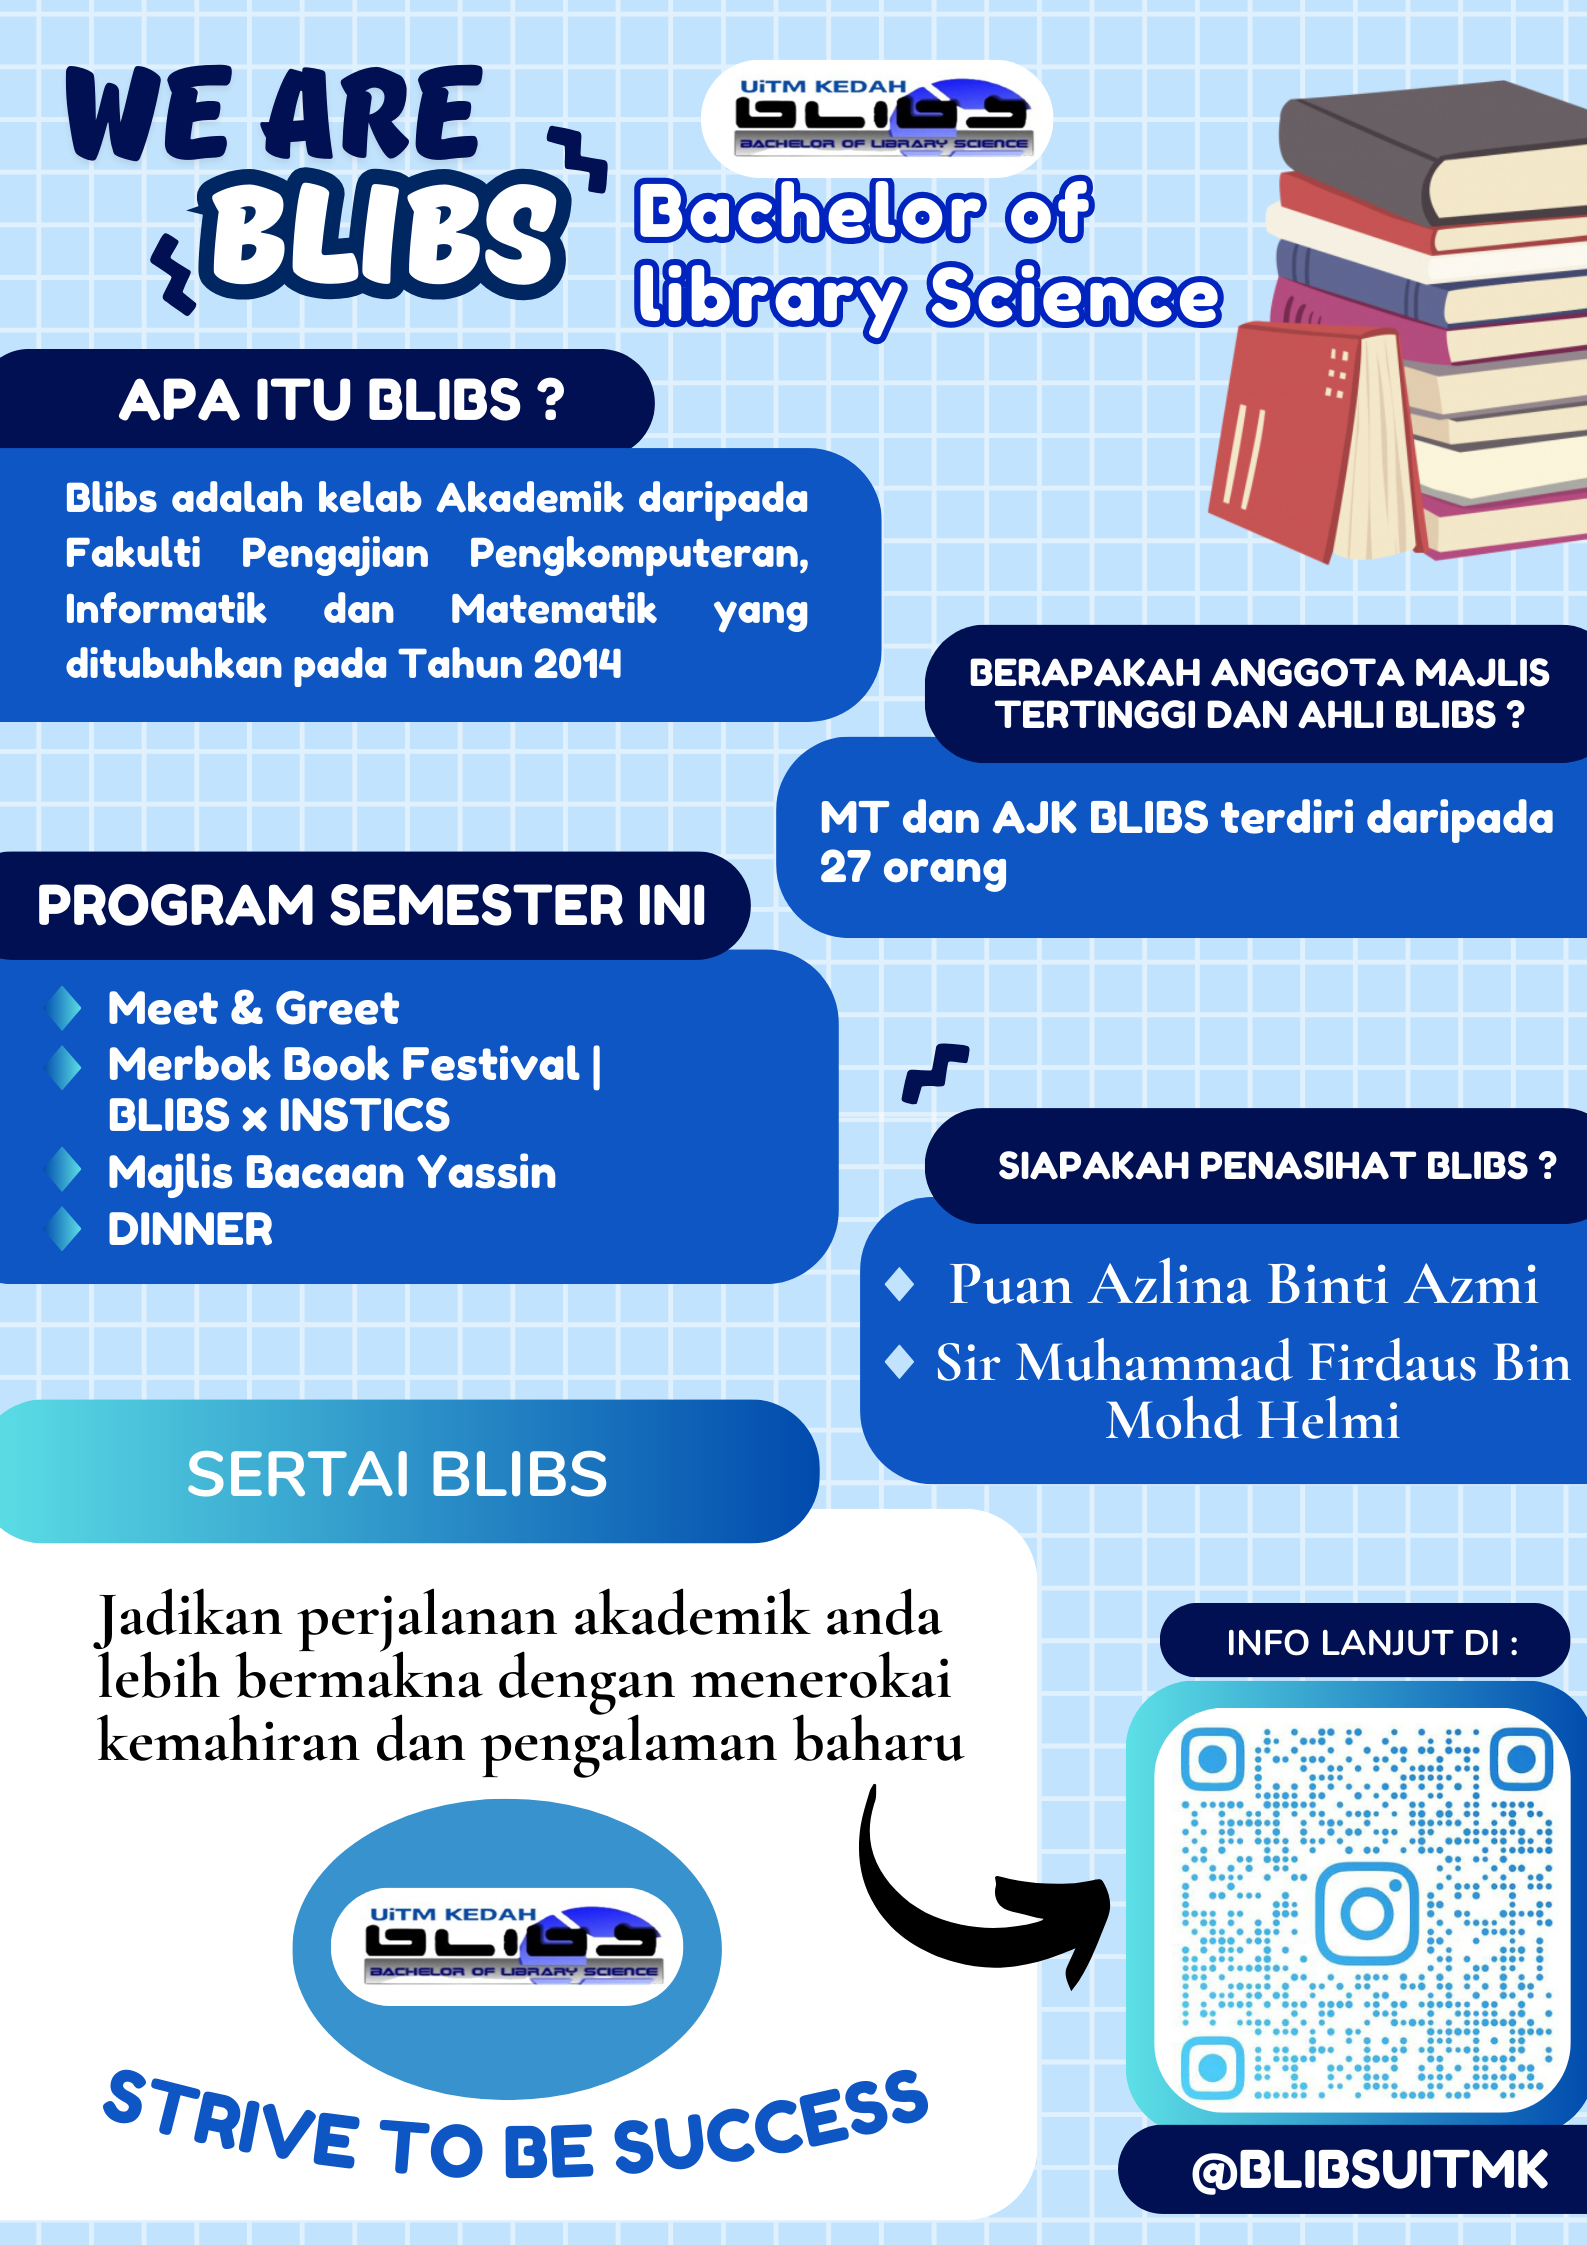 WE ARE
BLIBS
UiTM KEDAH
BLIBS
BACHELOR OF LIBRARY SCIENCE
Bachelor of
library Science
APA ITU BLIBS ?
Blibs adalah kelab Akademik daripada
Fakulti Pengajian Pengkomputeran,
Informatik dan Matematik yang
ditubuhkan pada Tahun 2014
BERAPAKAH ANGGOTA MAJLIS
TERTINGGI DAN AHLI BLIBS ?
MT dan AJK BLIBS terdiri daripada
27 orang
PROGRAM SEMESTER INI
Meet & Greet
Merbok Book Festival |
BLIBS x INSTICS
Majlis Bacaan Yassin
DINNER
SIAPAKAH PENASIHAT BLIBS ?
Puan Azlina Binti Azmi
Sir Muhammad Firdaus Bin
Mohd Helmi
SERTAI BLIBS
Jadikan perjalanan akademik anda
lebih bermakna dengan menerokai
kemahiran dan pengalaman baharu
UiTM KEDAH
BLIBS
BACHELOR OF LIBRARY SCIENCE
STRIVE TO BE SUCCESS
INFO LANJUT DI :
@BLIBSUITMK